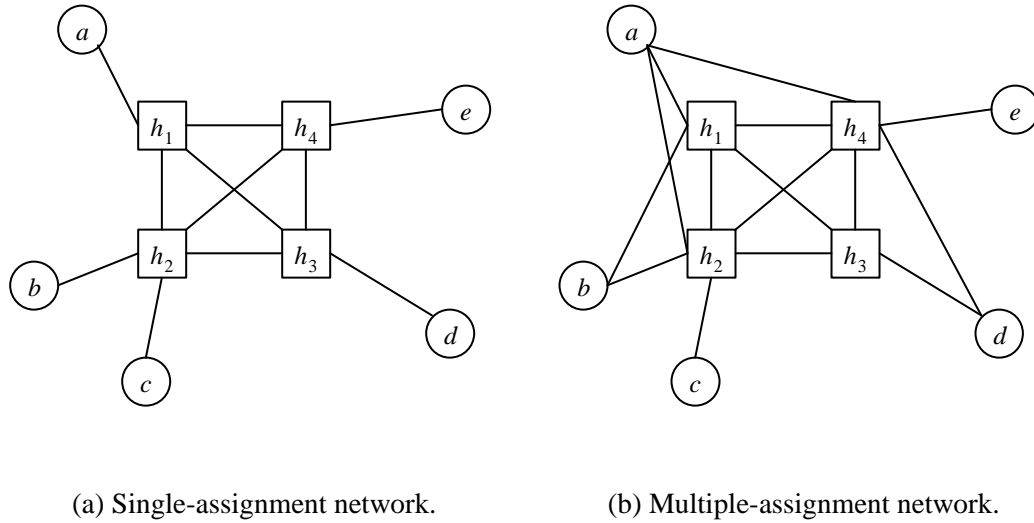 a
a
e
e
h₁
h₄
h₁
h₄
h₂
h₃
h₂
h₃
b
b
d
d
c
c
(a) Single-assignment network.
(b) Multiple-assignment network.